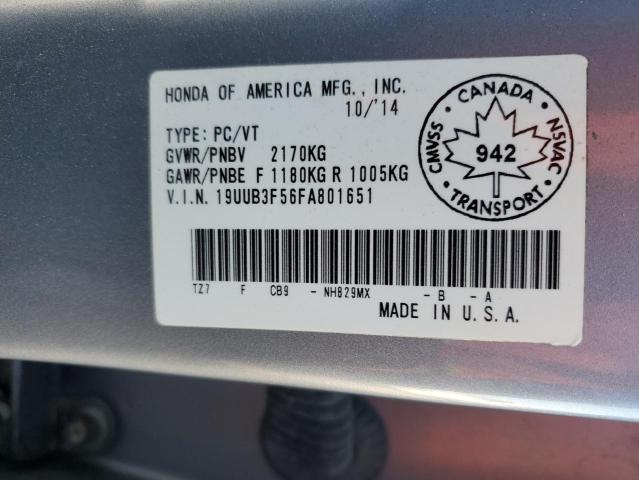 HONDA OF AMERICA MFG., INC.
10/'14
TYPE: PC/VT
GVWR/PNBV 2170KG
GAWR/PNBE F 1180KG R 1005KG
V.I.N. 19UUB3F56FA801651
CANADA
CMVSS
942
NSVAC
TRANSPORT
TZ7 F CB9 - NH829MX - B - A
MADE IN U.S.A.